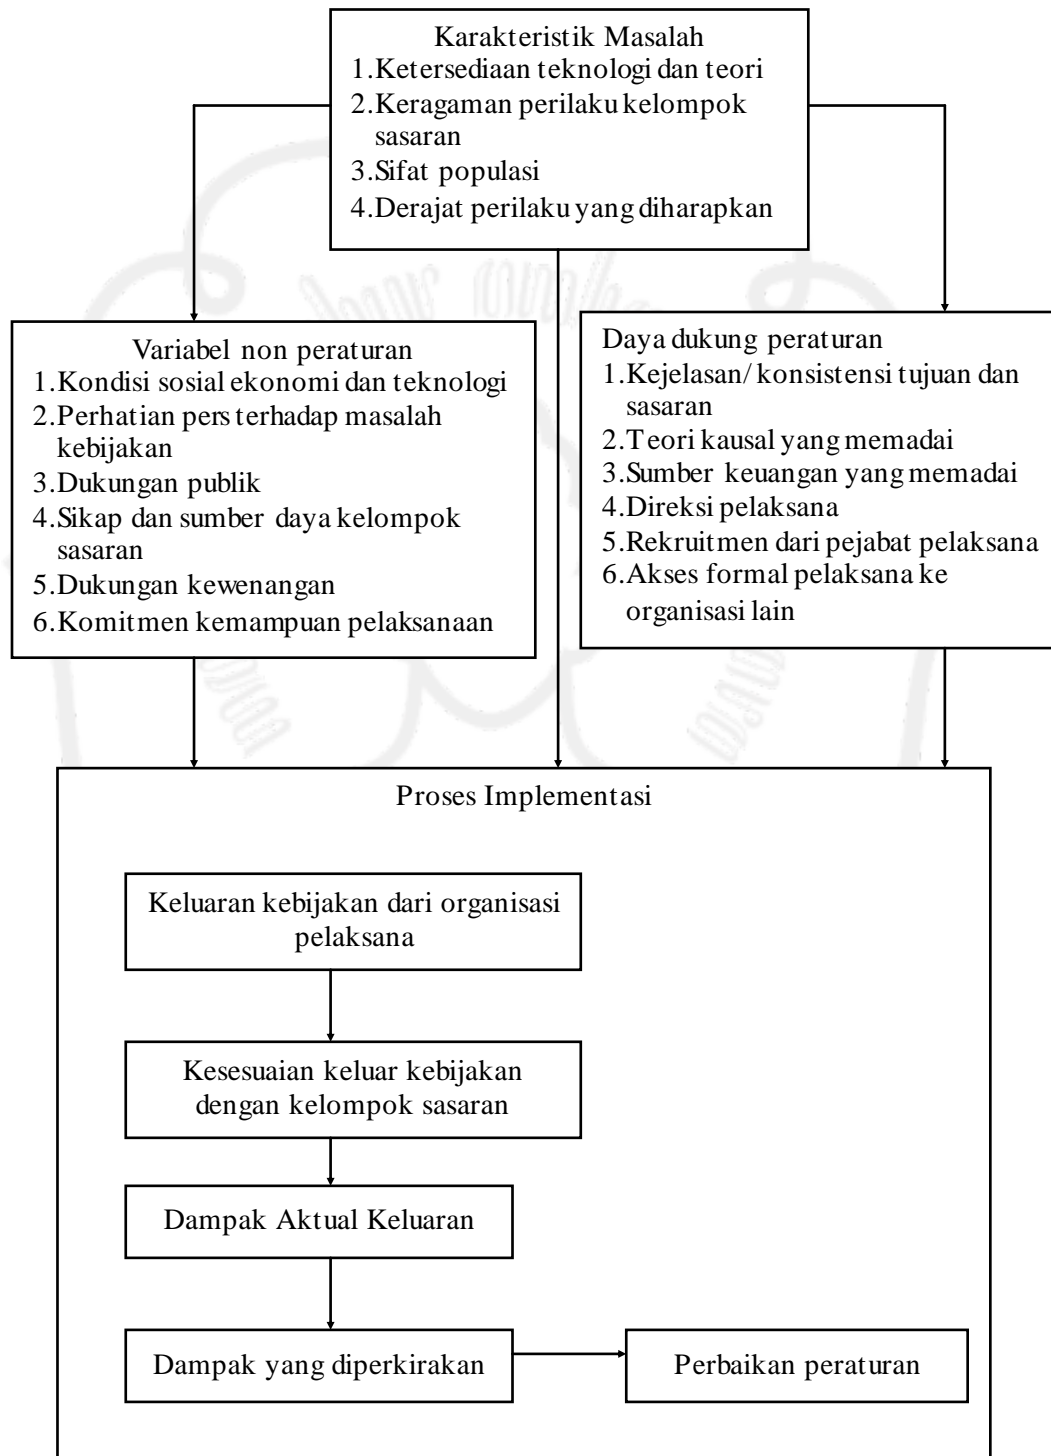 Karakteristik Masalah
1.Ketersediaan teknologi dan teori
2.Keragaman perilaku kelompok
sasaran
3.Sifat populasi
4.Derajat perilaku yang diharapkan
Variabel non peraturan
1.Kondisi sosial ekonomi dan teknologi
2.Perhatian pers terhadap masalah
kebijakan
3.Dukungan publik
4.Sikap dan sumber daya kelompok
sasaran
5.Dukungan kewenangan
6.Komitmen kemampuan pelaksanaan
Daya dukung peraturan
1.Kejelasan/ konsistensi tujuan dan
sasaran
2.Teori kausal yang memadai
3.Sumber keuangan yang memadai
4.Direksi pelaksana
5.Rekruitmen dari pejabat pelaksana
6.Akses formal pelaksana ke
organisasi lain
Proses Implementasi
Keluaran kebijakan dari organisasi
pelaksana
Kesesuaian keluar kebijakan
dengan kelompok sasaran
Dampak Aktual Keluaran
Dampak yang diperkirakan
Perbaikan peraturan